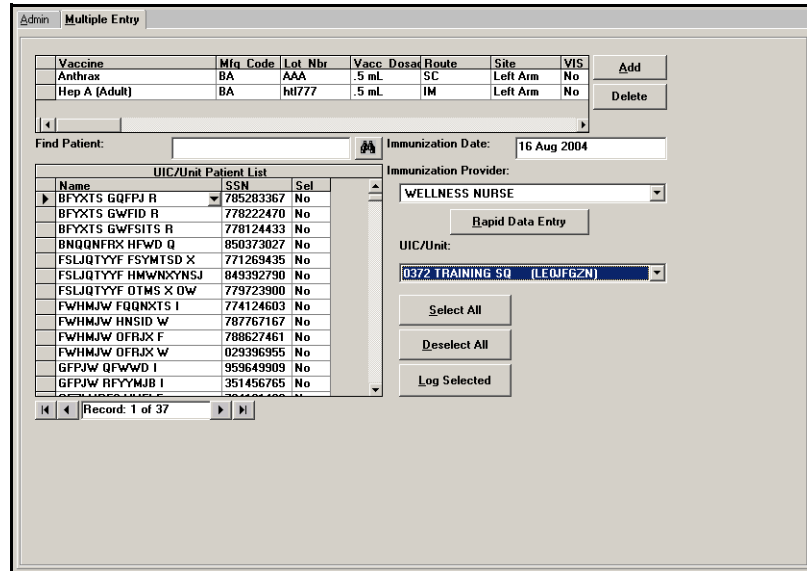 Admin Multiple Entry
Vaccine Mfg Code Lot Nbr Vacc Dosag Route Site VIS
Anthrax BA AAA .5 mL SC Left Arm No
Hep A (Adult) BA htl777 .5 mL IM Left Arm No
Add
Delete
Find Patient:
Immunization Date: 16 Aug 2004
UIC/Unit Patient List
Name SSN Sel
BFYXTS GQFPJ R 785283367 No
BFYXTS GWFID R 778222470 No
BFYXTS GWFSITS R 778124433 No
BNQQNFRX HFWD Q 850373027 No
FSLJQTYYF FSYMTSD X 771269435 No
FSLJQTYYF HMWNXYNSJ 849392790 No
FSLJQTYYF OTMS X OW 779723900 No
FWHMJW FQQNXTS I 774124603 No
FWHMJW HNSID W 787767167 No
FWHMJW OFRJX F 788627461 No
FWHMJW OFRJX W 029396955 No
GFPJW QFWWD I 959649909 No
GFPJW RFYYMJB I 351456765 No
Record: 1 of 37
Immunization Provider:
WELLNESS NURSE
Rapid Data Entry
UIC/Unit:
0372 TRAINING SQ (LEQJFGZN)
Select All
Deselect All
Log Selected